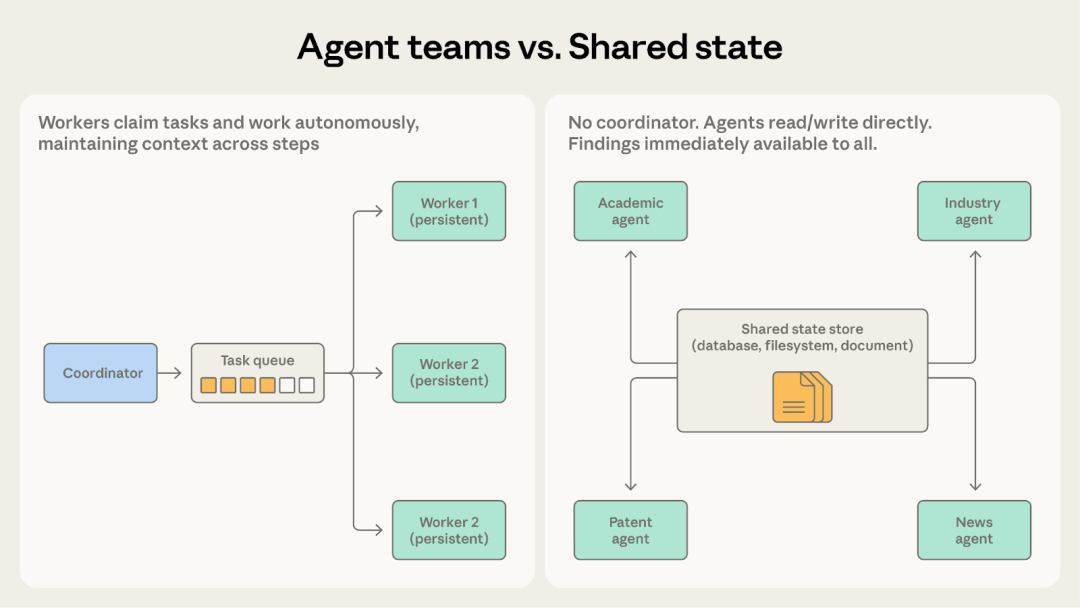 Agent teams vs. Shared state
Workers claim tasks and work autonomously,
maintaining context across steps
Worker 1
(persistent)
Coordinator
Task queue
Worker 2
(persistent)
Worker 2
(persistent)
No coordinator. Agents read/write directly.
Findings immediately available to all.
Academic
agent
Industry
agent
Shared state store
(database, filesystem, document)
Patent
agent
News
agent